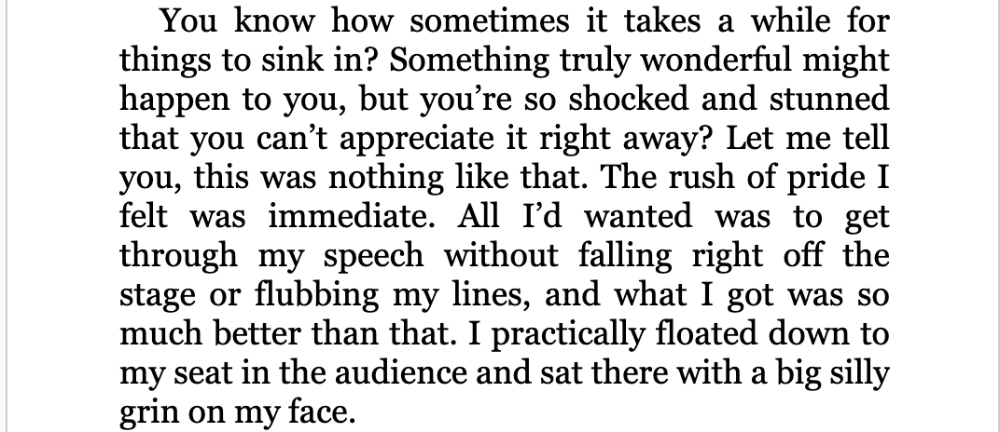 You know how sometimes it takes a while for
things to sink in? Something truly wonderful might
happen to you, but you’re so shocked and stunned
that you can’t appreciate it right away? Let me tell
you, this was nothing like that. The rush of pride I
felt was immediate. All I’d wanted was to get
through my speech without falling right off the
stage or flubbing my lines, and what I got was so
much better than that. I practically floated down to
my seat in the audience and sat there with a big silly
grin on my face.